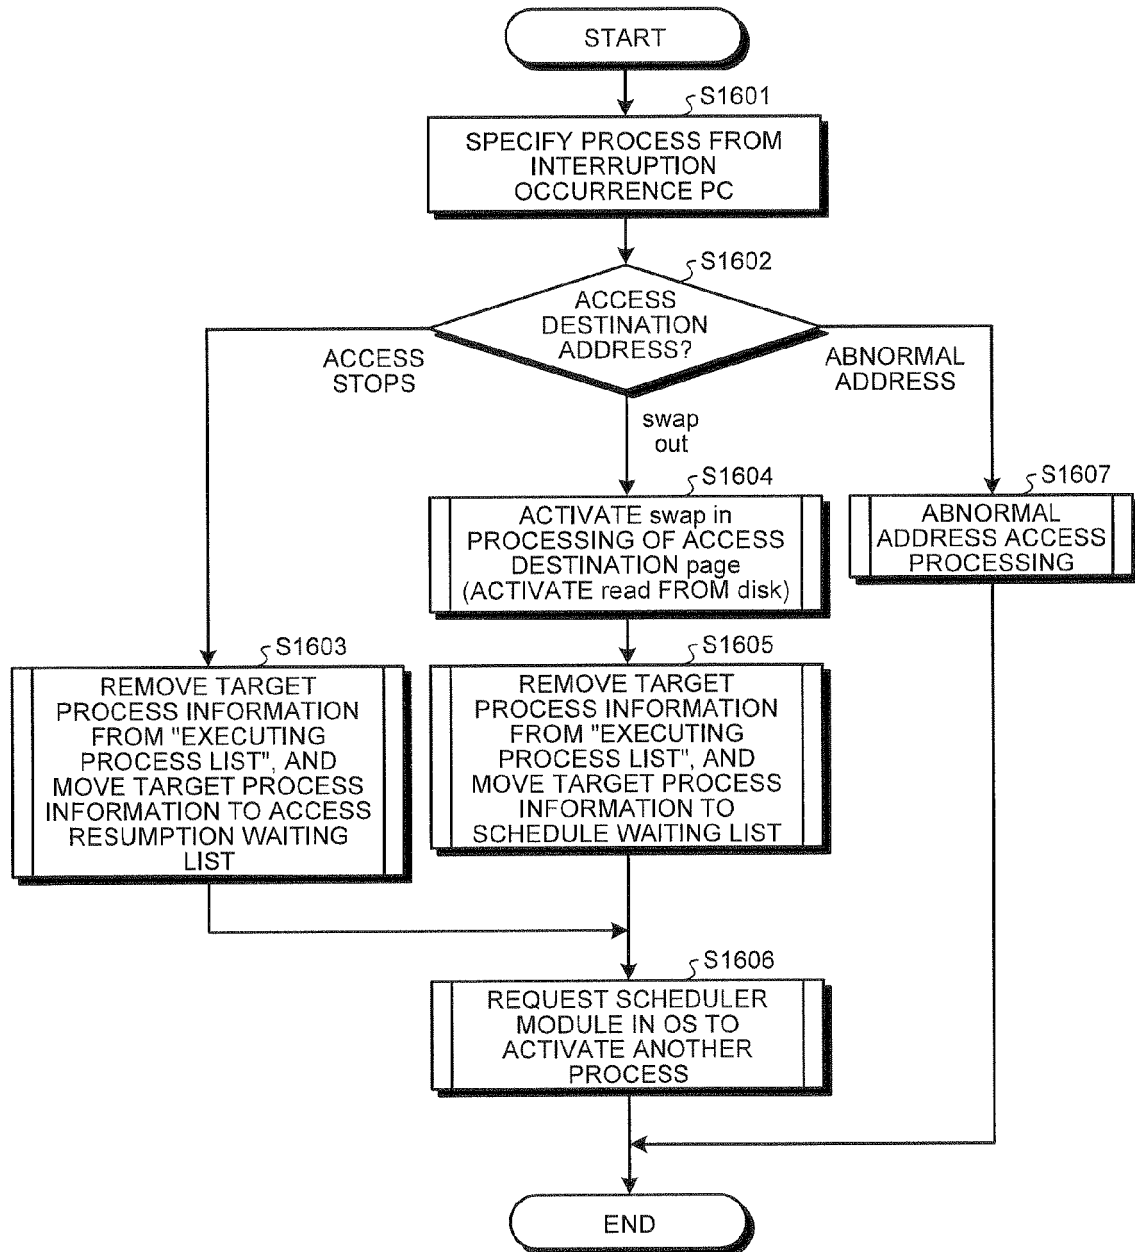 START
S1601
SPECIFY PROCESS FROM
INTERRUPTION
OCCURRENCE PC
S1602
ACCESS
DESTINATION
ADDRESS?
ACCESS
STOPS
swap
out
ABNORMAL
ADDRESS
S1604
ACTIVATE swap in
PROCESSING OF ACCESS
DESTINATION page
(ACTIVATE read FROM disk)
S1607
ABNORMAL
ADDRESS ACCESS
PROCESSING
S1603
REMOVE TARGET
PROCESS INFORMATION
FROM "EXECUTING
PROCESS LIST", AND
MOVE TARGET PROCESS
INFORMATION TO ACCESS
RESUMPTION WAITING
LIST
S1605
REMOVE TARGET
PROCESS INFORMATION
FROM "EXECUTING
PROCESS LIST", AND
MOVE TARGET PROCESS
INFORMATION TO
SCHEDULE WAITING LIST
S1606
REQUEST SCHEDULER
MODULE IN OS TO
ACTIVATE ANOTHER
PROCESS
END